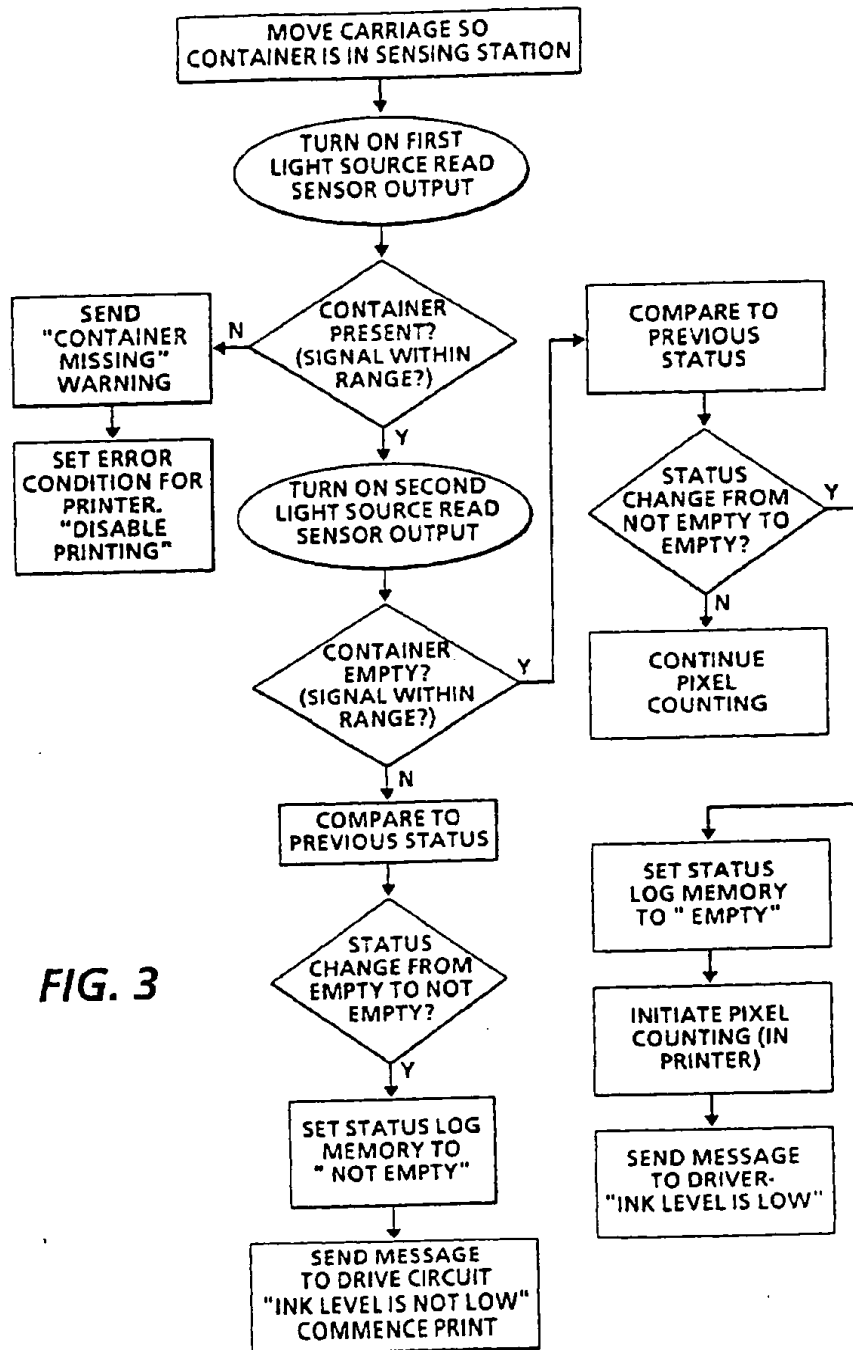 MOVE CARRIAGE SO
CONTAINER IS IN SENSING STATION
TURN ON FIRST
LIGHT SOURCE READ
SENSOR OUTPUT
CONTAINER
PRESENT?
(SIGNAL WITHIN
RANGE?)
N
SEND
"CONTAINER
MISSING"
WARNING
SET ERROR
CONDITION FOR
PRINTER.
"DISABLE
PRINTING"
Y
TURN ON SECOND
LIGHT SOURCE READ
SENSOR OUTPUT
CONTAINER
EMPTY?
(SIGNAL WITHIN
RANGE?)
Y
COMPARE TO
PREVIOUS
STATUS
STATUS
CHANGE FROM
NOT EMPTY TO
EMPTY?
Y
N
CONTINUE
PIXEL
COUNTING
N
COMPARE TO
PREVIOUS STATUS
STATUS
CHANGE FROM
EMPTY TO NOT
EMPTY?
Y
SET STATUS LOG
MEMORY TO
" NOT EMPTY"
SEND MESSAGE
TO DRIVE CIRCUIT
"INK LEVEL IS NOT LOW"
COMMENCE PRINT
SET STATUS
LOG MEMORY
TO " EMPTY"
INITIATE PIXEL
COUNTING (IN
PRINTER)
SEND MESSAGE
TO DRIVER-
"INK LEVEL IS LOW"
FIG. 3